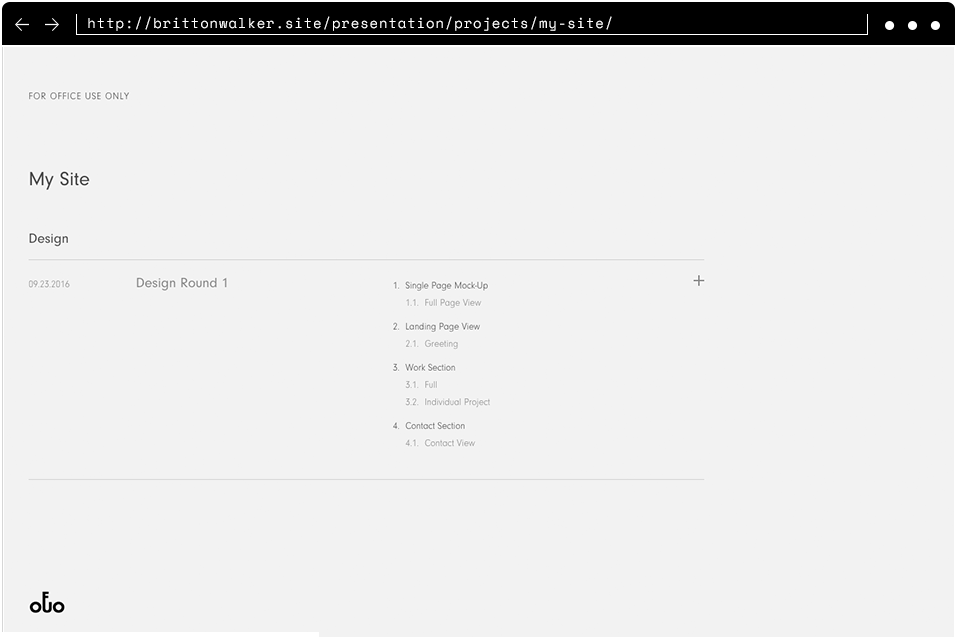 http://brittonwalker.site/presentation/projects/my-site/
FOR OFFICE USE ONLY
My Site
Design
09.23.2016 Design Round 1
1. Single Page Mock-Up
1.1. Full Page View
2. Landing Page View
2.1. Greeting
3. Work Section
3.1. Full
3.2. Individual Project
4. Contact Section
4.1. Contact View